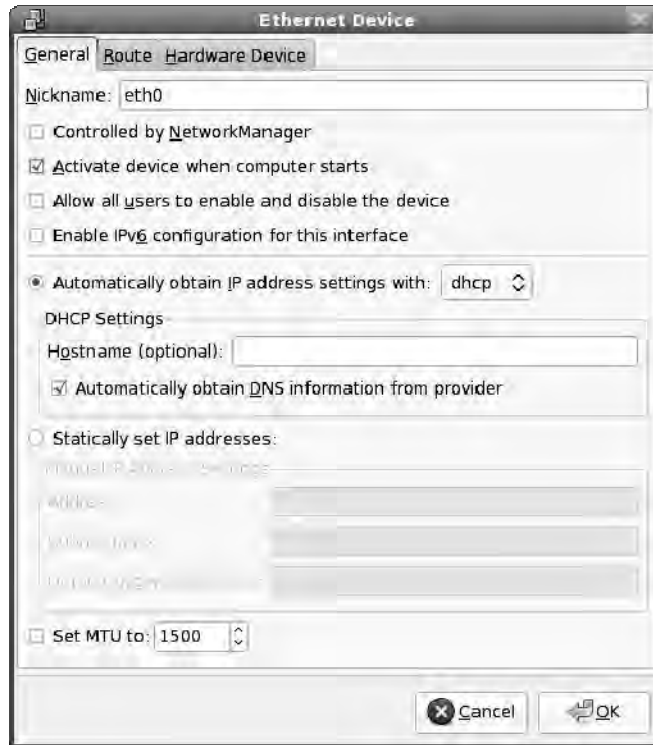 Ethernet Device
General Route Hardware Device
Nickname: eth0
Controlled by NetworkManager
Activate device when computer starts
Allow all users to enable and disable the device
Enable IPv6 configuration for this interface
Automatically obtain IP address settings with: dhcp
DHCP Settings
Hostname (optional):
Automatically obtain DNS information from provider
Statically set IP addresses:
Set MTU to: 1500
Cancel OK